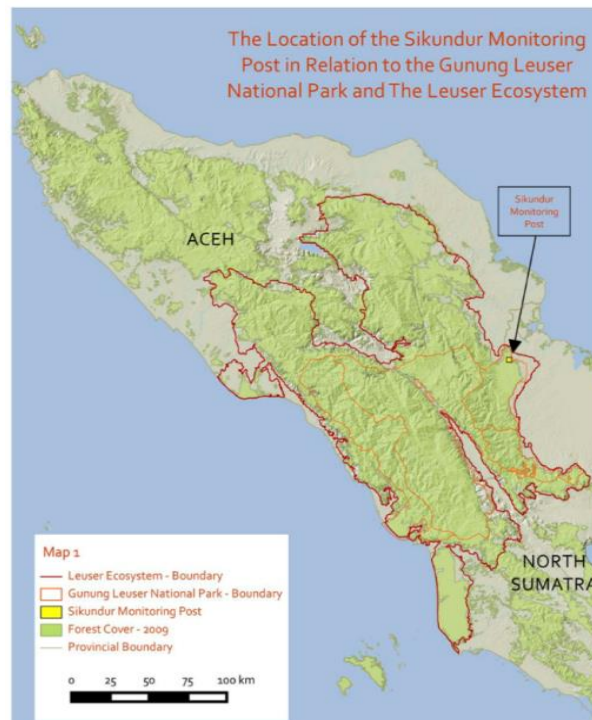 The Location of the Sikundur Monitoring
Post in Relation to the Gunung Leuser
National Park and The Leuser Ecosystem
Sikundur
Monitoring
Post
ACEH
NORTH
SUMATRA
Map 1
Leuser Ecosystem - Boundary
Gunung Leuser National Park - Boundary
Sikundur Monitoring Post
Forest Cover - 2009
Provincial Boundary
0 25 50 75 100 km